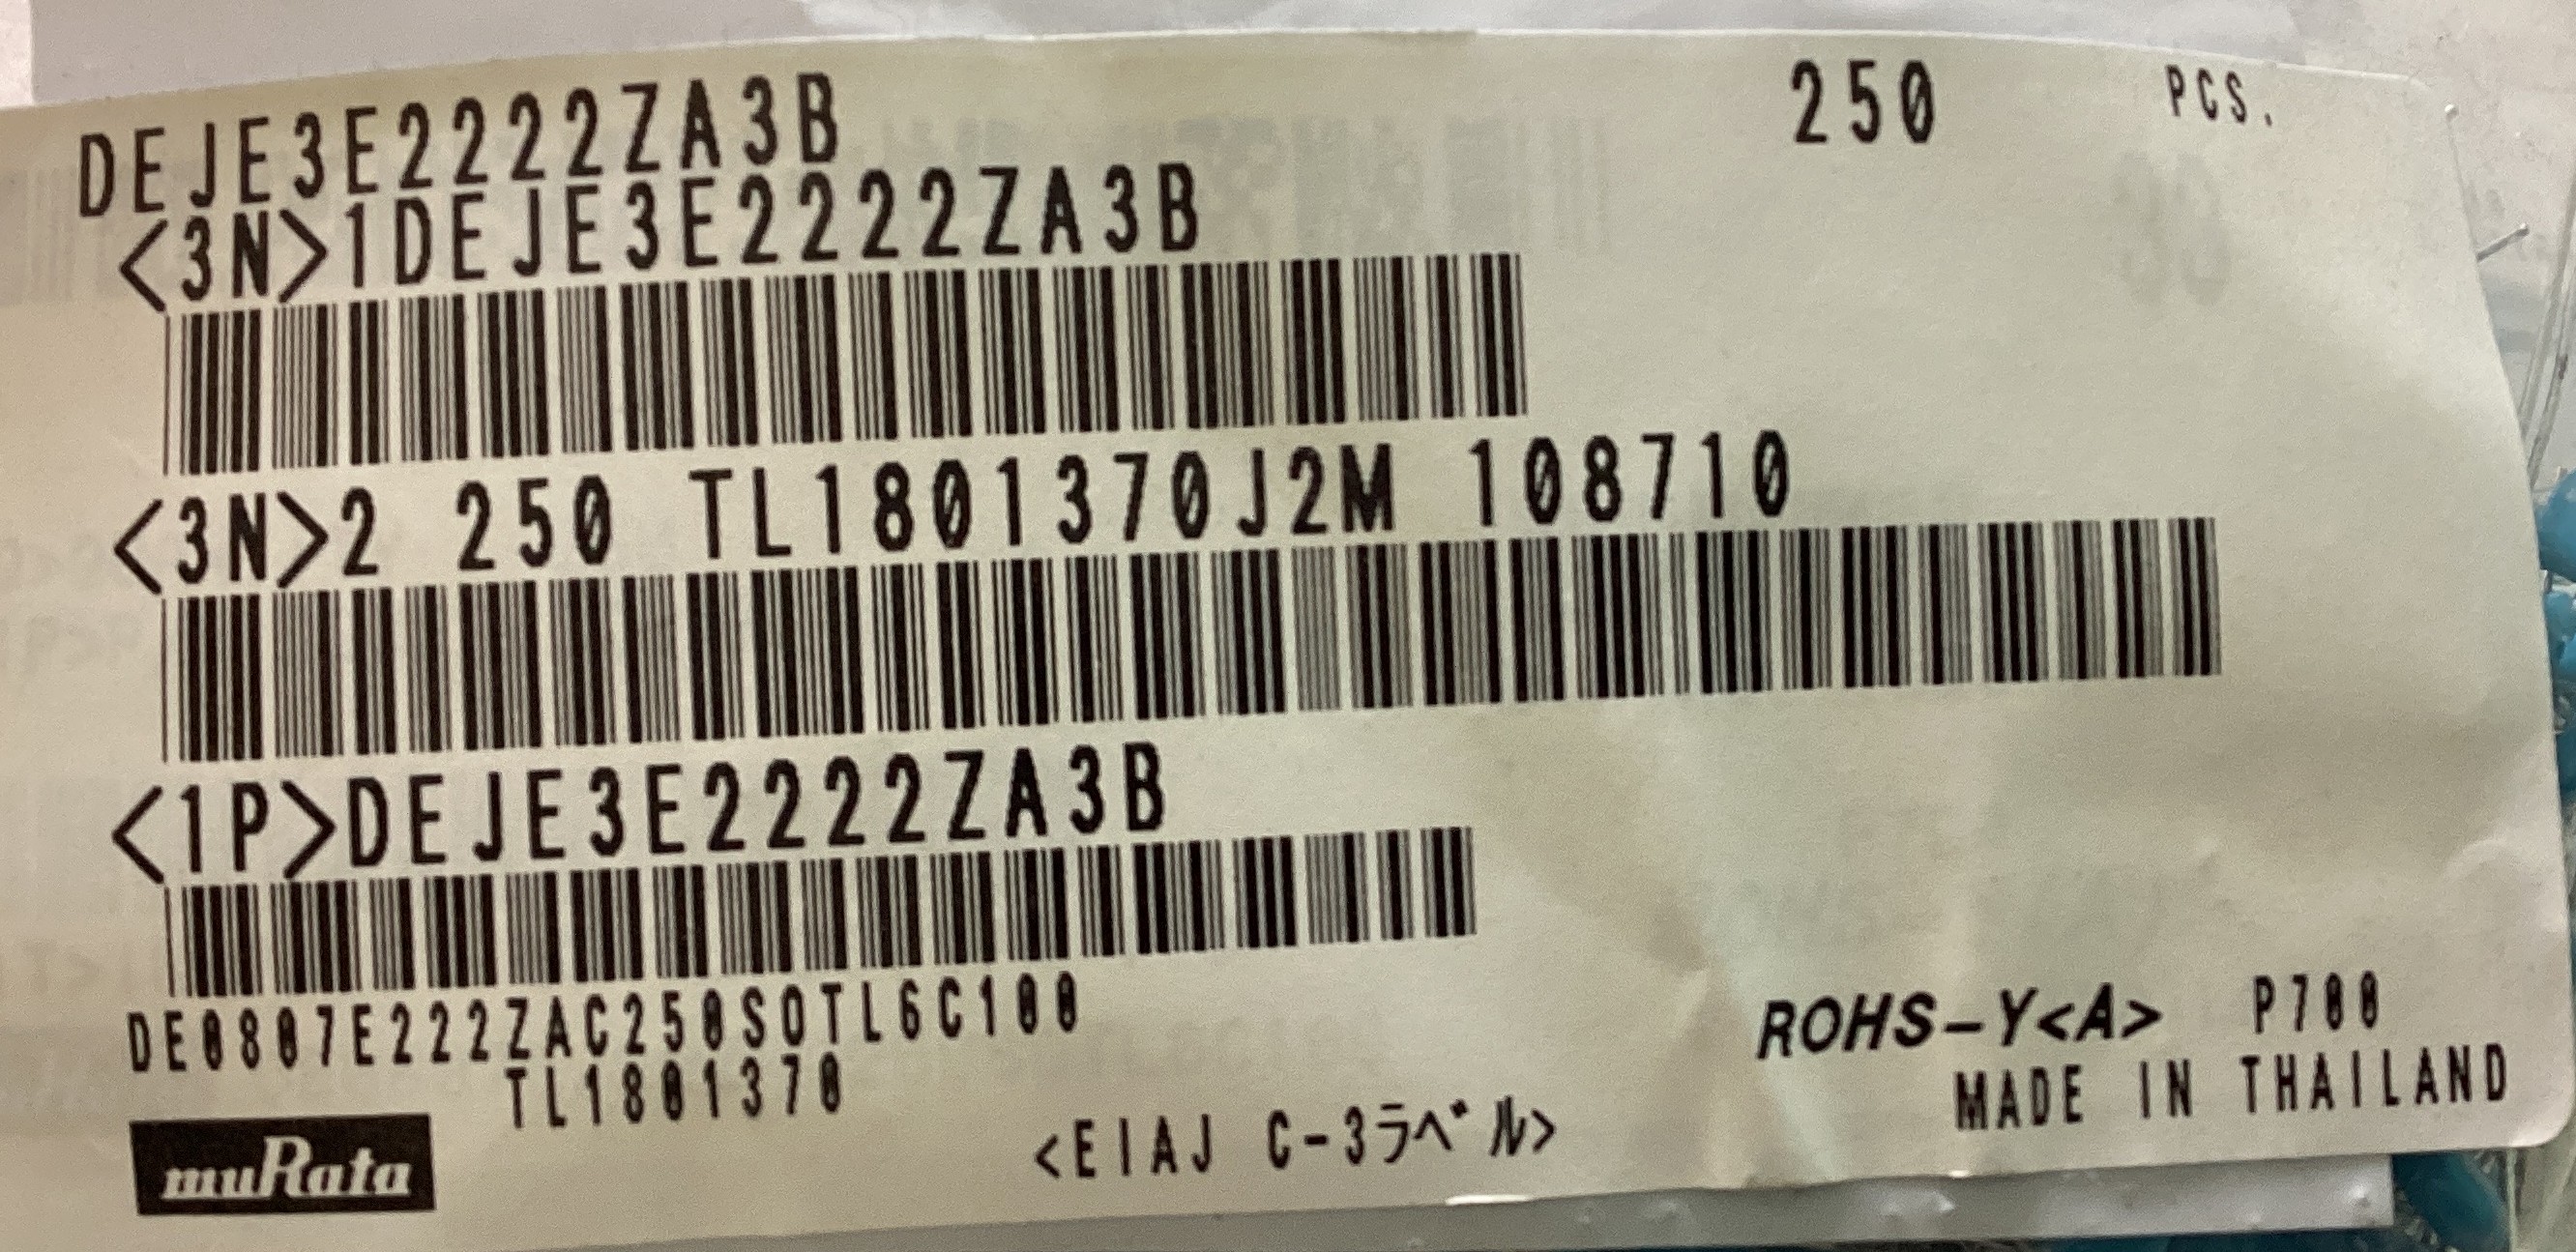 DEJE3E2222ZA3B 250 PCS.
<3N>1DEJE3E2222ZA3B
<3N>2 250 TL1801370J2M 108710
<1P>DEJE3E2222ZA3B
DE0807E222ZAC250SOTL6C100
TL1801370
ROHS-Y<A> P700
MADE IN THAILAND
muRata
<EIAJ C-3ラベル>